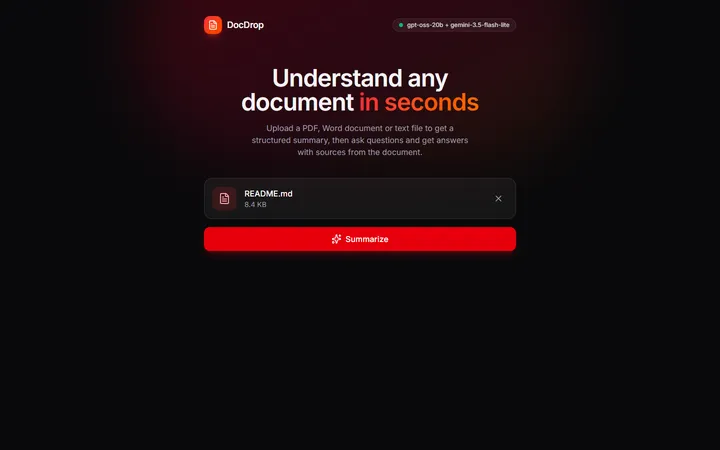 DocDrop
gpt-oss-20b + gemini-3.5-flash-lite
Understand any
document in seconds
Upload a PDF, Word document or text file to get a
structured summary, then ask questions and get answers
with sources from the document.
README.md
8.4 KB
Summarize